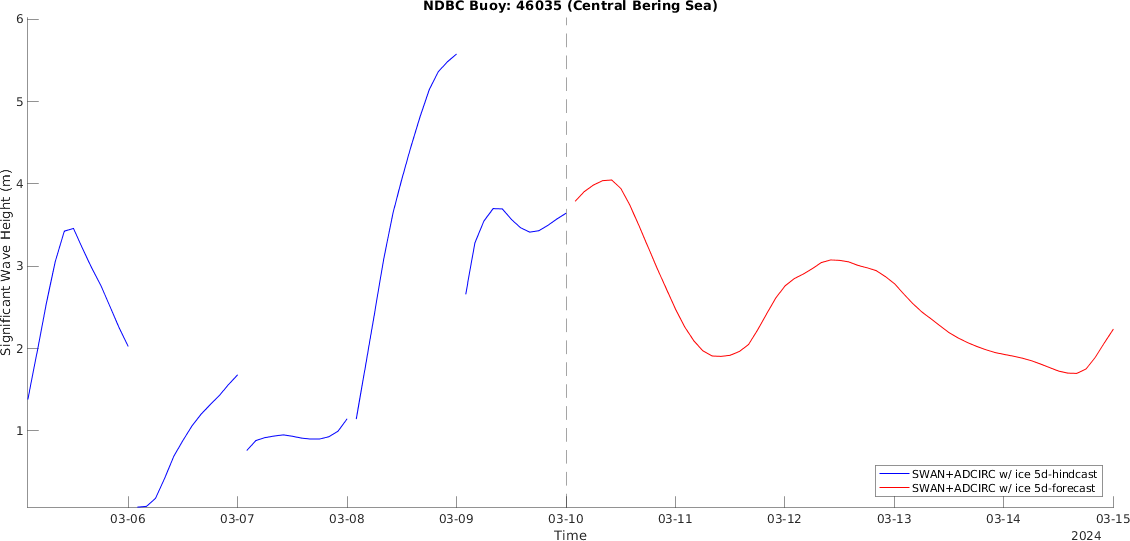 NDBC Buoy: 46035 (Central Bering Sea)
6
5
4
3
2
1
Significant Wave Height (m)
SWAN+ADCIRC w/ ice 5d-hindcast
SWAN+ADCIRC w/ ice 5d-forecast
03-06 03-07 03-08 03-09 03-10 03-11 03-12 03-13 03-14 03-15
Time
2024